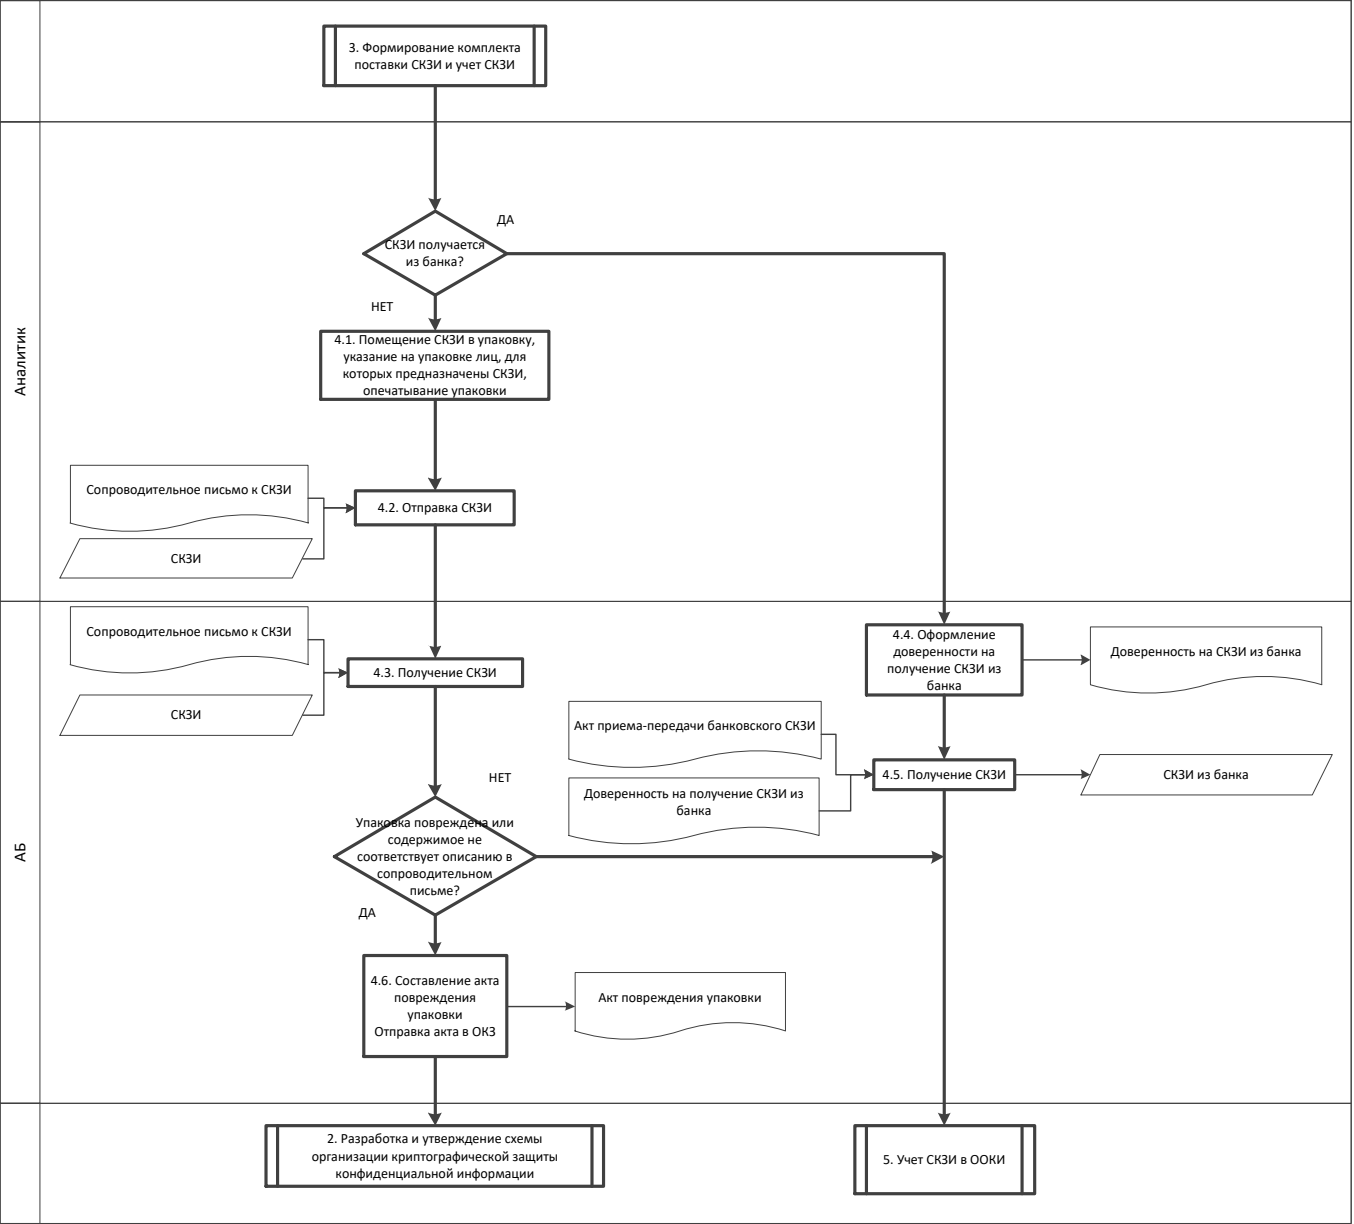 3. Формирование комплекта
поставки СКЗИ и учет СКЗИ
Аналитик
СКЗИ получается
из банка?
ДА
НЕТ
4.1. Помещение СКЗИ в упаковку,
указание на упаковке лиц, для
которых предназначены СКЗИ,
опечатывание упаковки
Сопроводительное письмо к СКЗИ
СКЗИ
4.2. Отправка СКЗИ
АБ
Сопроводительное письмо к СКЗИ
СКЗИ
4.3. Получение СКЗИ
4.4. Оформление
доверенности на
получение СКЗИ из
банка
Доверенность на СКЗИ из банка
Акт приема-передачи банковского СКЗИ
Доверенность на получение СКЗИ из
банка
4.5. Получение СКЗИ
СКЗИ из банка
НЕТ
Упаковка повреждена или
содержимое не
соответствует описанию в
сопроводительном
письме?
ДА
4.6. Составление акта
повреждения
упаковки
Отправка акта в ОКЗ
Акт повреждения упаковки
2. Разработка и утверждение схемы
организации криптографической защиты
конфиденциальной информации
5. Учет СКЗИ в ООКИ